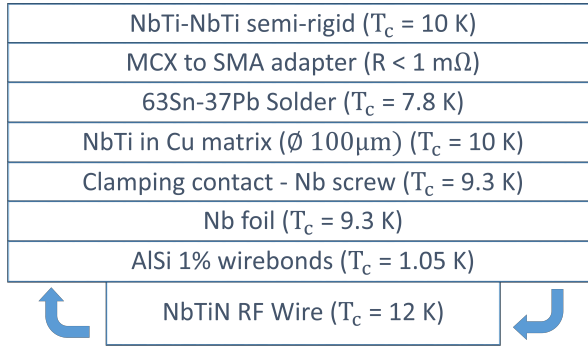 NbTi-NbTi semi-rigid (Tc = 10 K)
MCX to SMA adapter (R < 1 mΩ)
63Sn-37Pb Solder (Tc = 7.8 K)
NbTi in Cu matrix (Ø 100μm) (Tc = 10 K)
Clamping contact - Nb screw (Tc = 9.3 K)
Nb foil (Tc = 9.3 K)
AlSi 1% wirebonds (Tc = 1.05 K)
NbTiN RF Wire (Tc = 12 K)